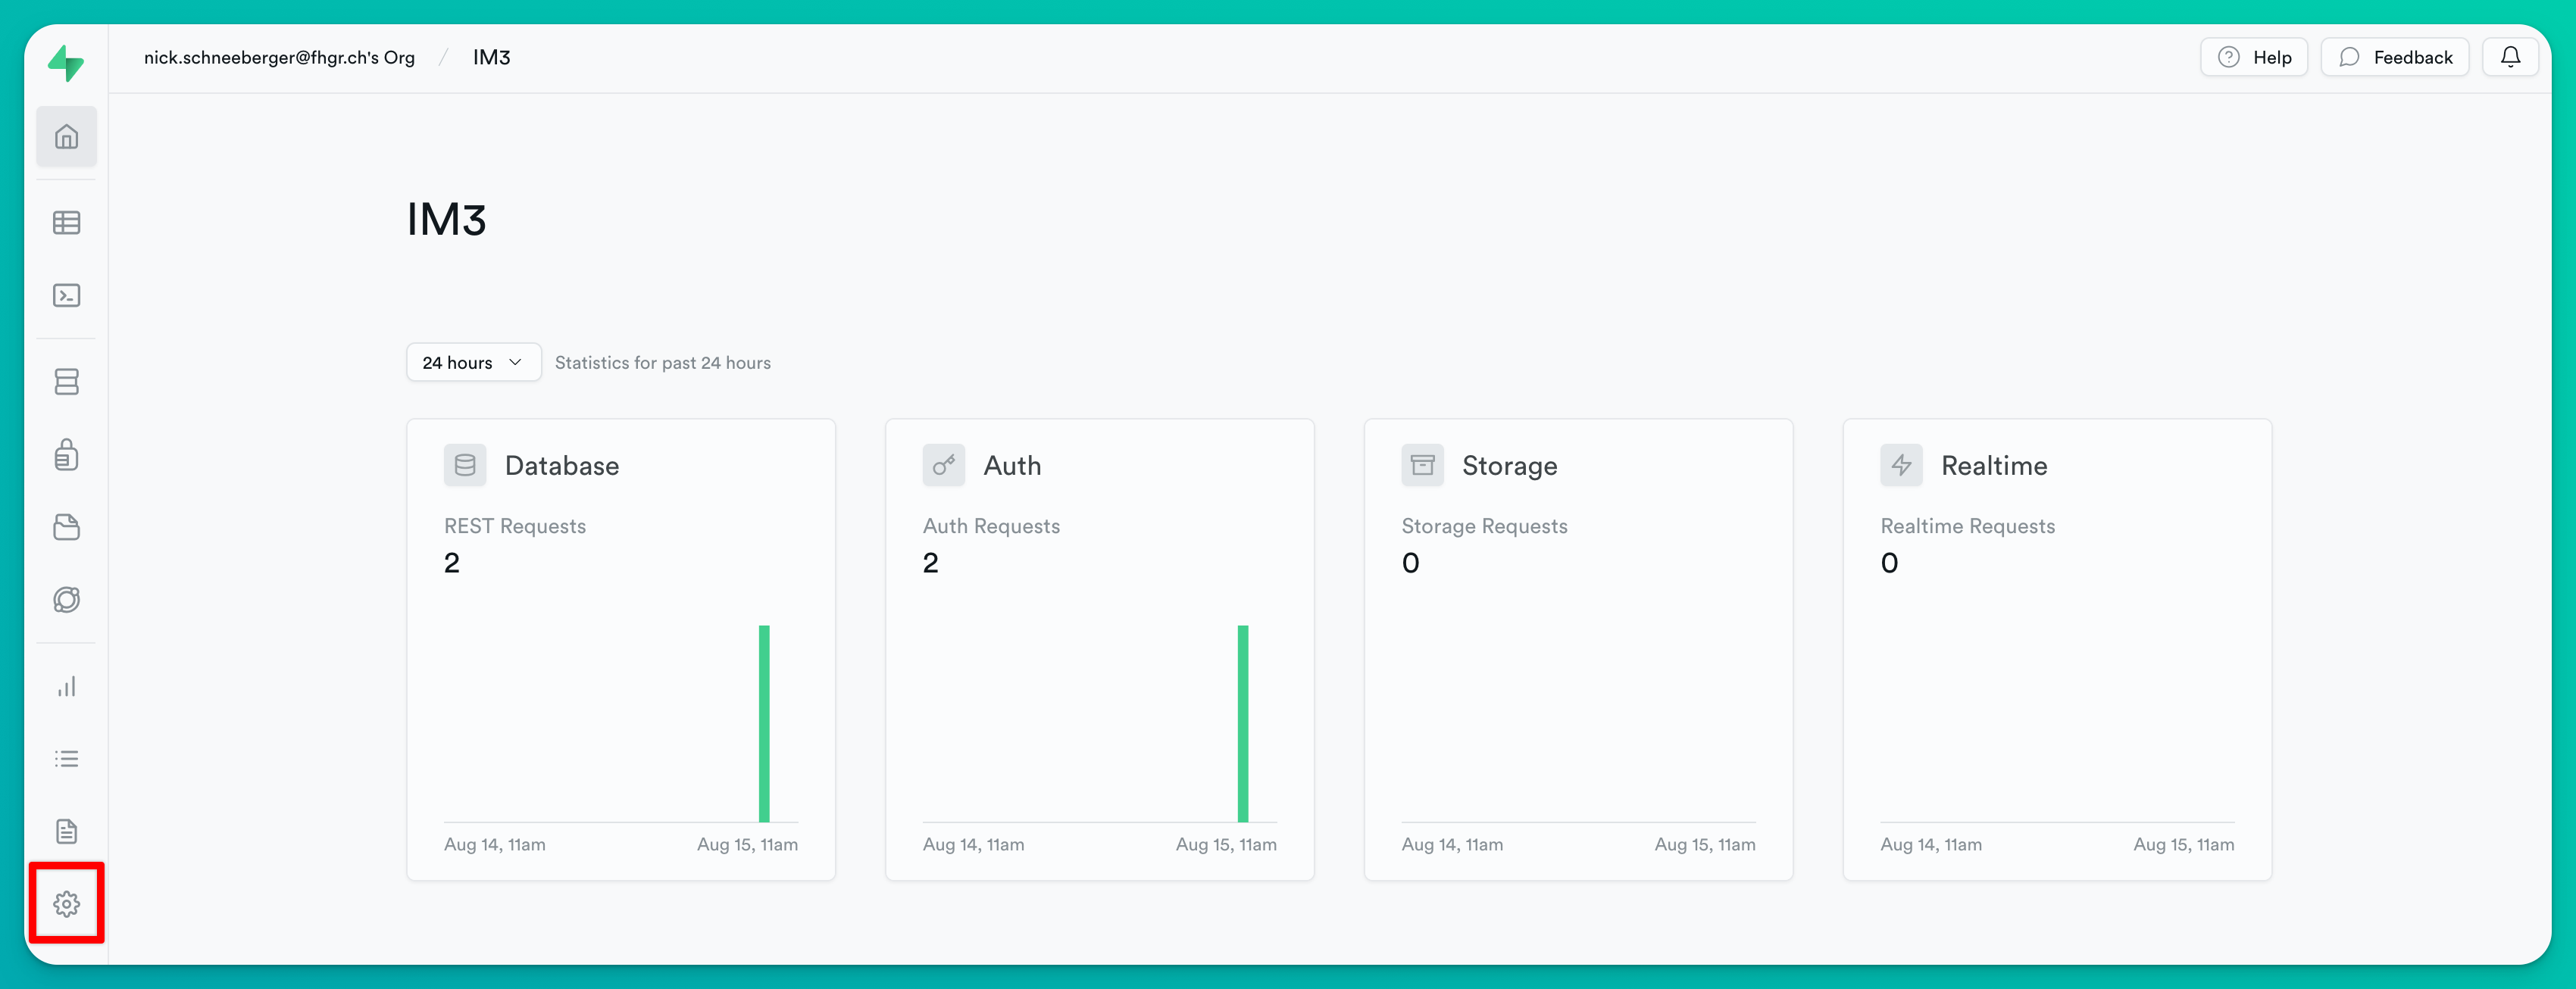 nick.schneeberger@fhgr.ch's Org / IM3
Help
Feedback
IM3
24 hours
Statistics for past 24 hours
Database
REST Requests
2
Aug 14, 11am
Aug 15, 11am
Auth
Auth Requests
2
Aug 14, 11am
Aug 15, 11am
Storage
Storage Requests
0
Aug 14, 11am
Aug 15, 11am
Realtime
Realtime Requests
0
Aug 14, 11am
Aug 15, 11am